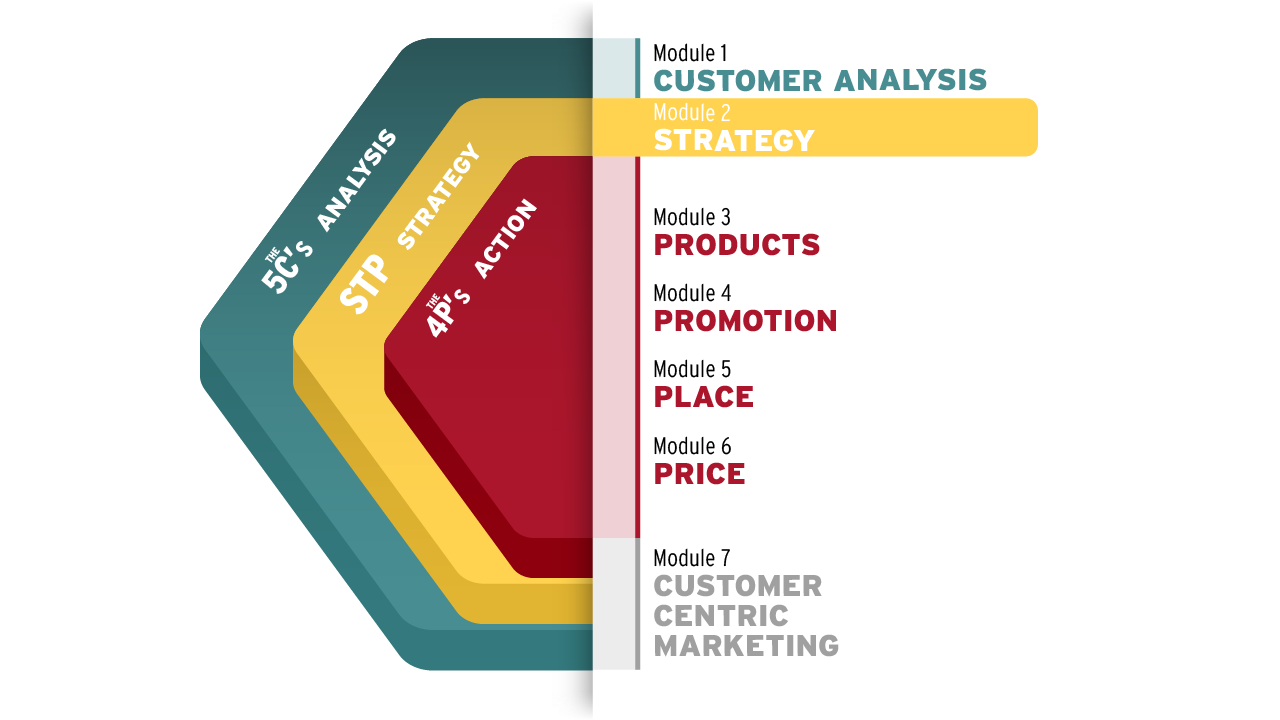 THE
5C's ANALYSIS
STP STRATEGY
THE
4P's ACTION
Module 1
CUSTOMER ANALYSIS
Module 2
STRATEGY
Module 3
PRODUCTS
Module 4
PROMOTION
Module 5
PLACE
Module 6
PRICE
Module 7
CUSTOMER
CENTRIC
MARKETING